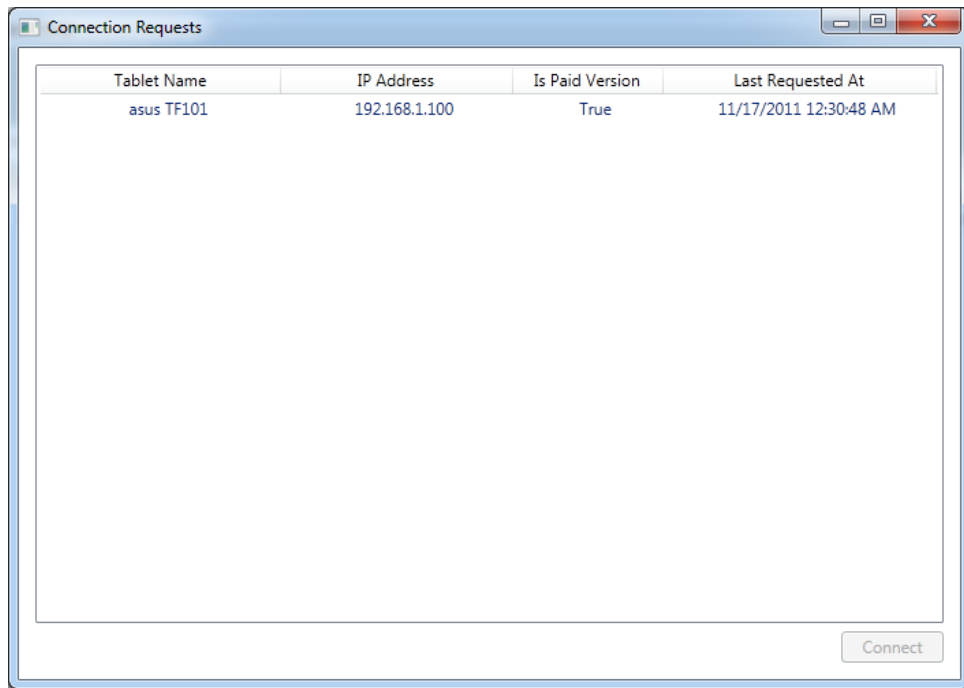 Connection Requests
Tablet Name IP Address Is Paid Version Last Requested At
asus TF101 192.168.1.100 True 11/17/2011 12:30:48 AM
Connect